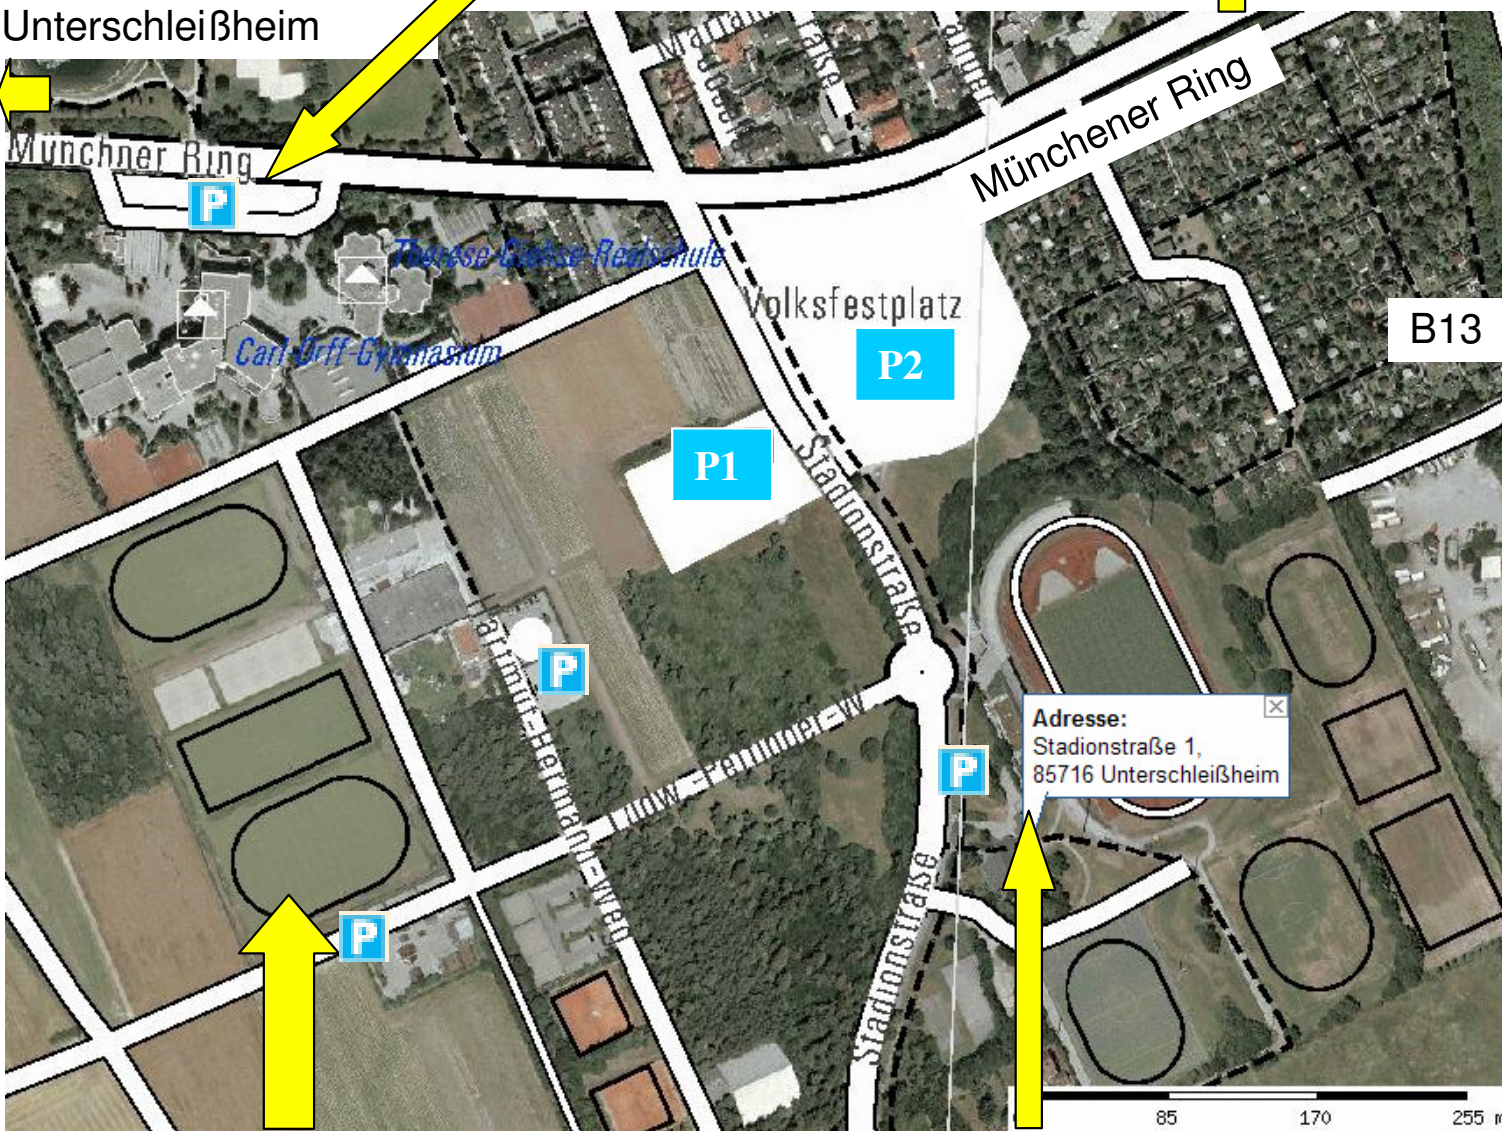 Unterschleißheim
Münchener Ring
Munchner Ring
P
Therese-Giehse-Realschule
Volksfestplatz
B13
Carl-Orff-Gymnasium
P2
P1
Stadionstraße
P
Adresse:
Stadionstraße 1,
85716 Unterschleißheim
P
Stadionstraße
P
85
170
255